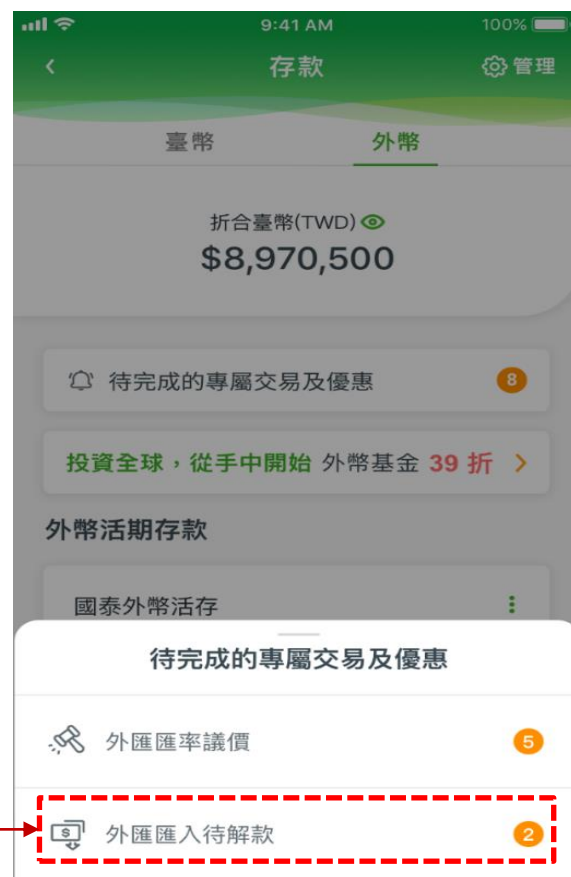 9:41 AM 100%
存款 管理
臺幣 外幣
折合臺幣(TWD)
$8,970,500
待完成的專屬交易及優惠 8
投資全球，從手中開始 外幣基金 39 折
外幣活期存款
國泰外幣活存
待完成的專屬交易及優惠
外匯匯率議價 5
外匯匯入待解款 2